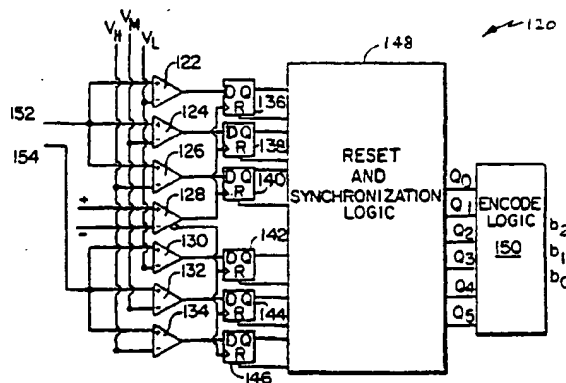 V_H V_M V_L
120
148
122
D Q
R
136
152
124
D Q
R
138
154
126
D Q
R
140
RESET
AND
SYNCHRONIZATION
LOGIC
128
+
-
130
142
D Q
R
132
D Q
R
144
134
D Q
R
146
Q0
Q1
Q2
Q3
Q4
Q5
ENCODE
LOGIC
150
b2
b1
b0